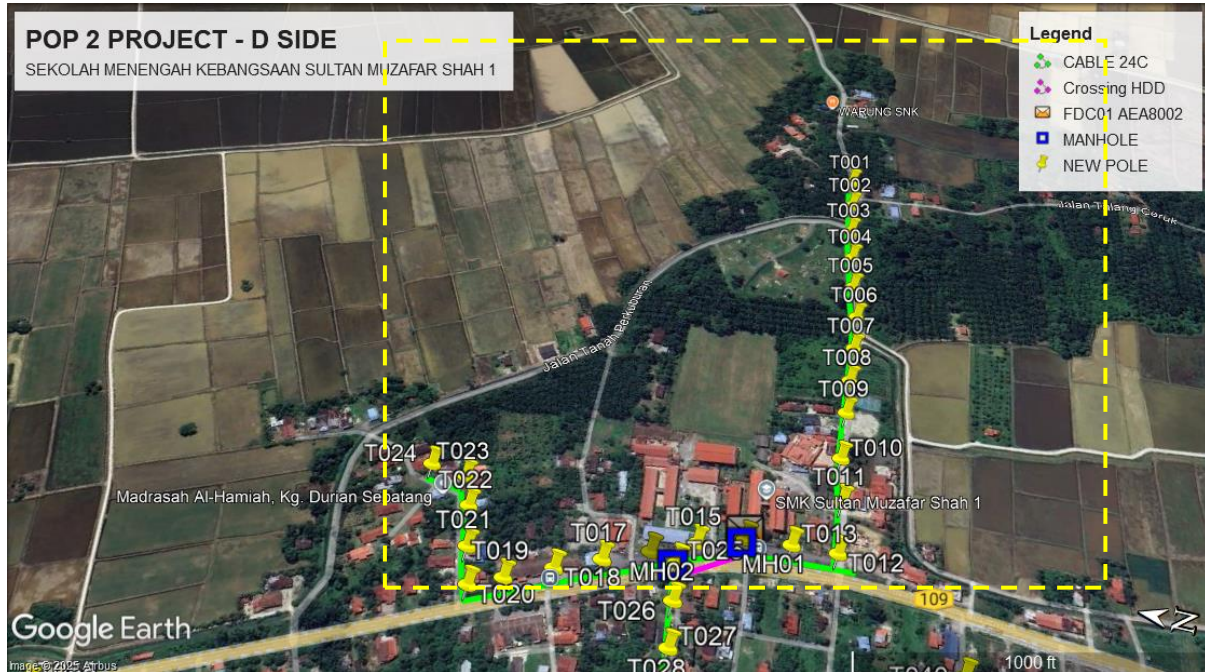 POP 2 PROJECT - D SIDE
SEKOLAH MENENGAH KEBANGSAAN SULTAN MUZAFAR SHAH 1
Legend
CABLE 24C
Crossing HDD
FDC01 AEA8002
MANHOLE
NEW POLE
WARUNG SNK
T001
T002
T003
Jalan Talang Coruk
T004
T005
T006
Jalan Tanah Perkuburan
T007
T008
T009
T024
T023
T010
T022
T011
Madrasah Al-Hamiah, Kg. Durian Sebatang
SMK Sultan Muzafar Shah 1
T021
T015
T013
T019
T017
MH02
MH01
T012
T018
T020
109
T026
T027
T028
N
Google Earth
Image © 2025 Airbus
1000 ft